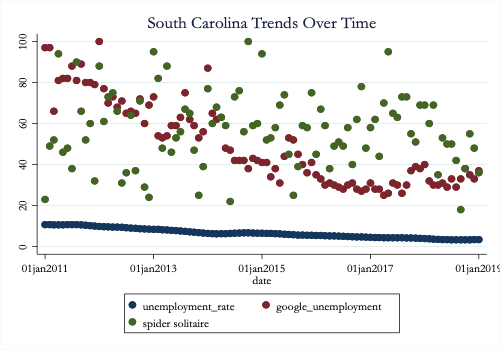 South Carolina Trends Over Time
100
80
60
40
20
0
01jan2011 01jan2013 01jan2015 01jan2017 01jan2019
date
unemployment_rate google_unemployment
spider solitaire